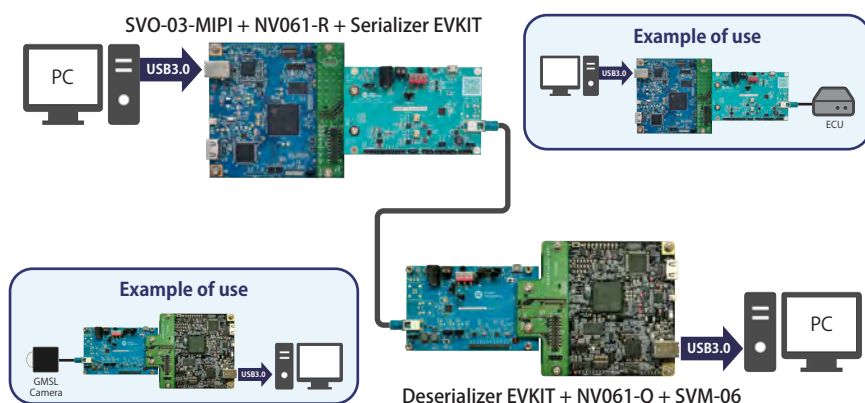 SVO-03-MIPI + NV061-R + Serializer EVKIT
PC
USB3.0
Example of use
USB3.0
ECU
Example of use
GMSL
Camera
USB3.0
USB3.0
PC
Deserializer EVKIT + NV061-Q + SVM-06